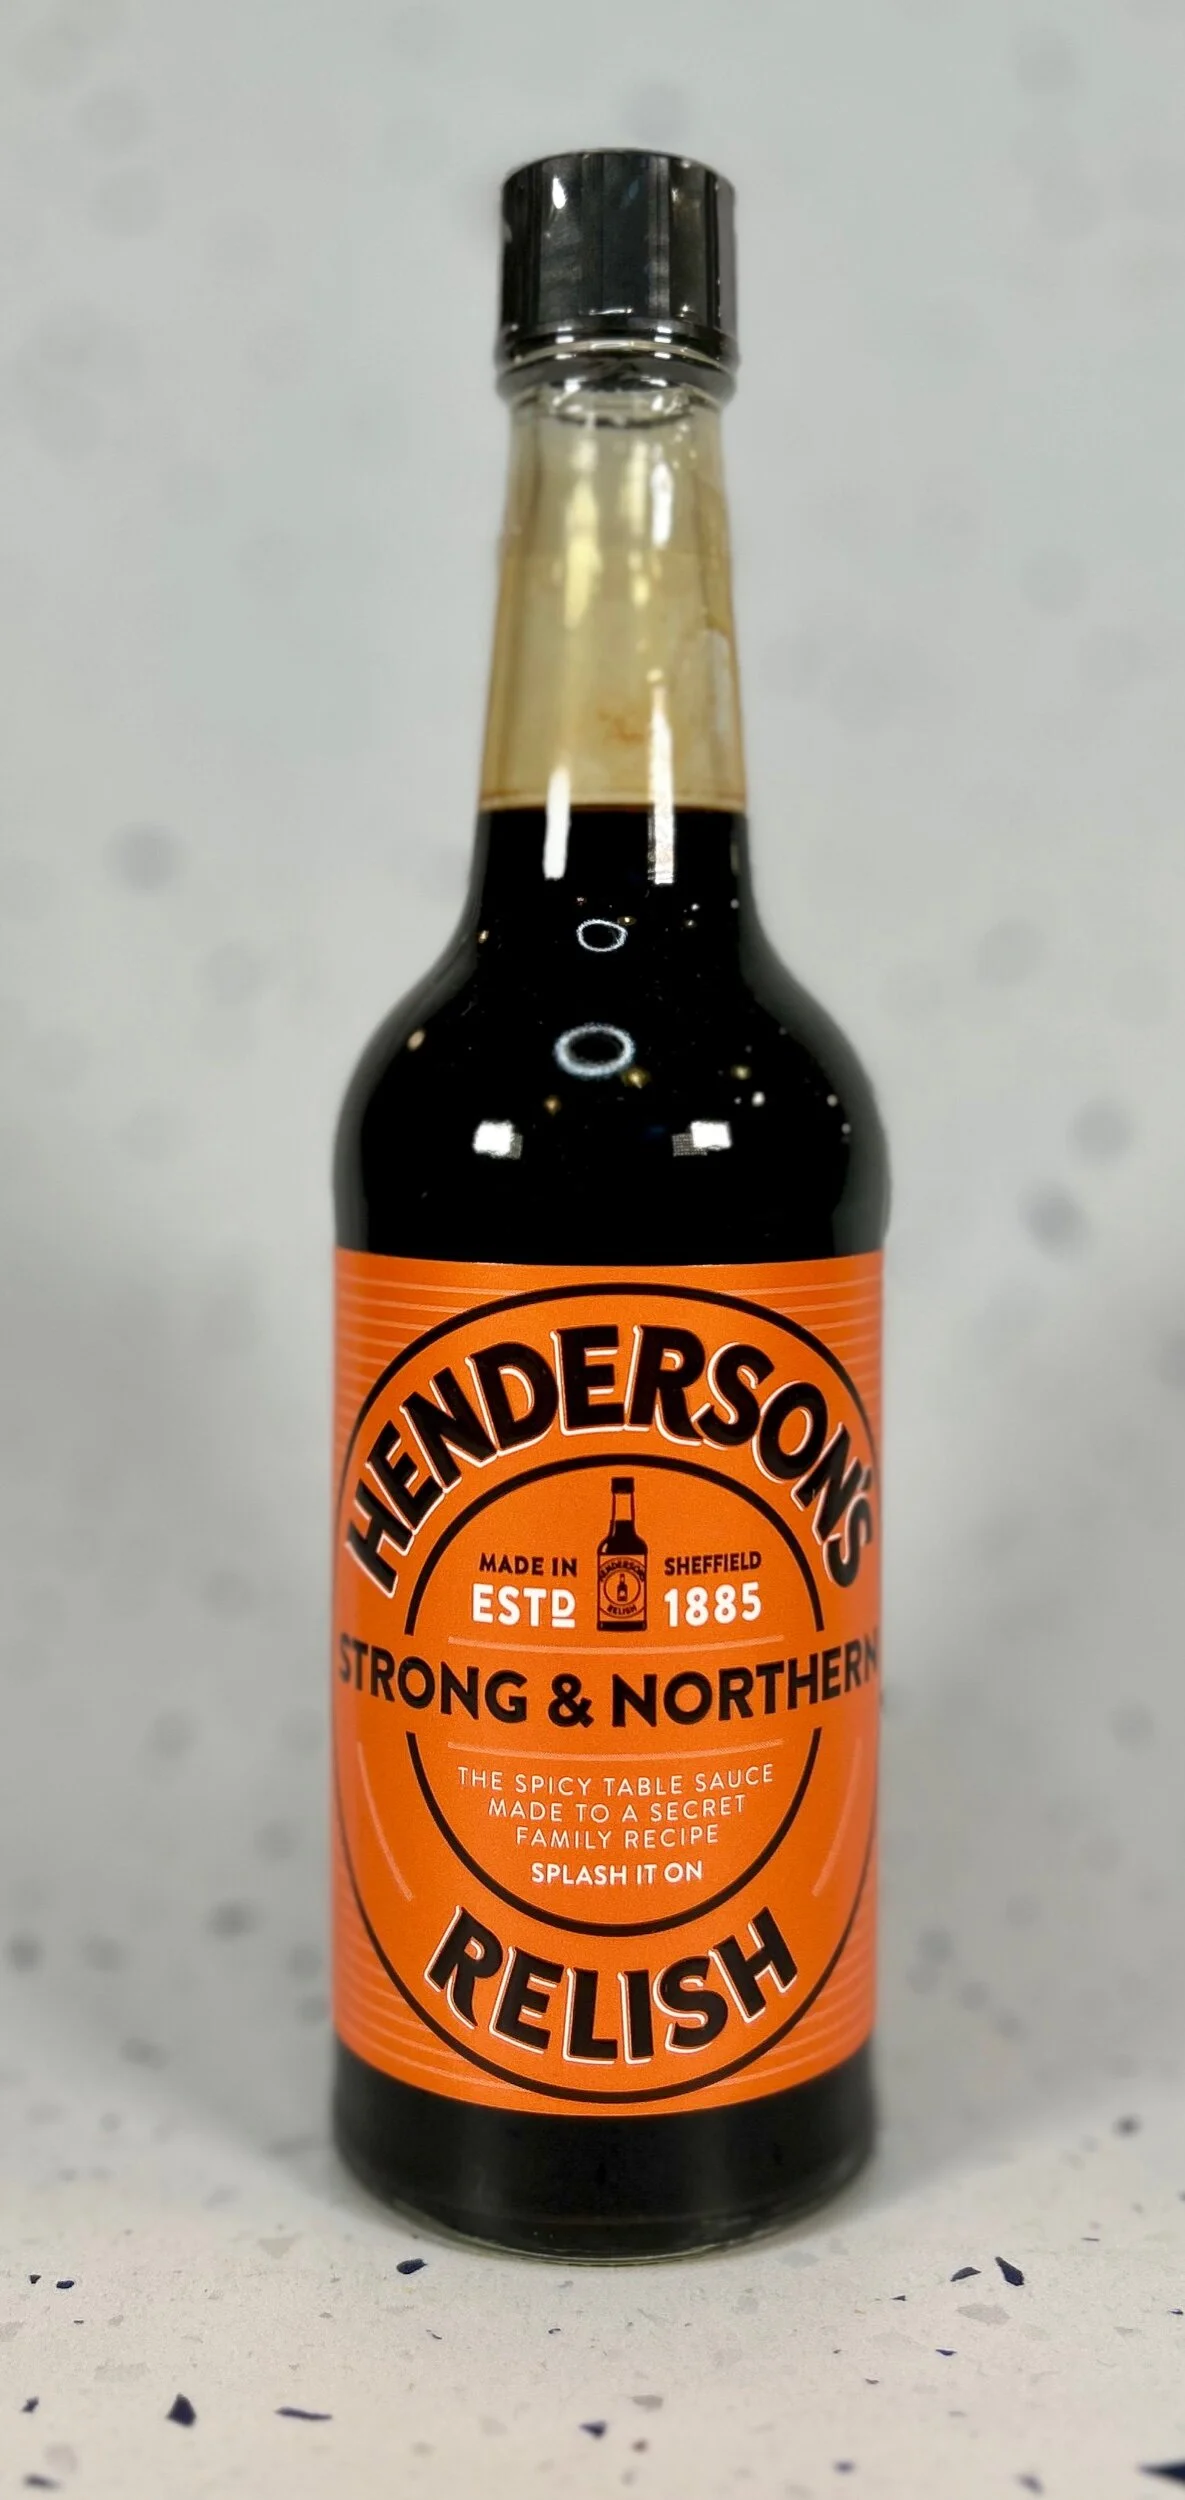 HENDERSON'S
MADE IN SHEFFIELD
ESTD 1885
STRONG & NORTHERN
THE SPICY TABLE SAUCE
MADE TO A SECRET
FAMILY RECIPE
SPLASH IT ON
RELISH